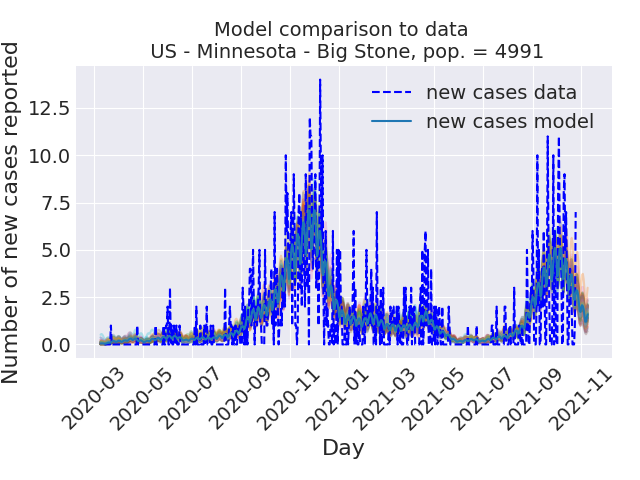 Model comparison to data
US - Minnesota - Big Stone, pop. = 4991
Number of new cases reported
12.5
10.0
7.5
5.0
2.5
0.0
new cases data
new cases model
2020-03
2020-05
2020-07
2020-09
2020-11
2021-01
2021-03
2021-05
2021-07
2021-09
2021-11
Day